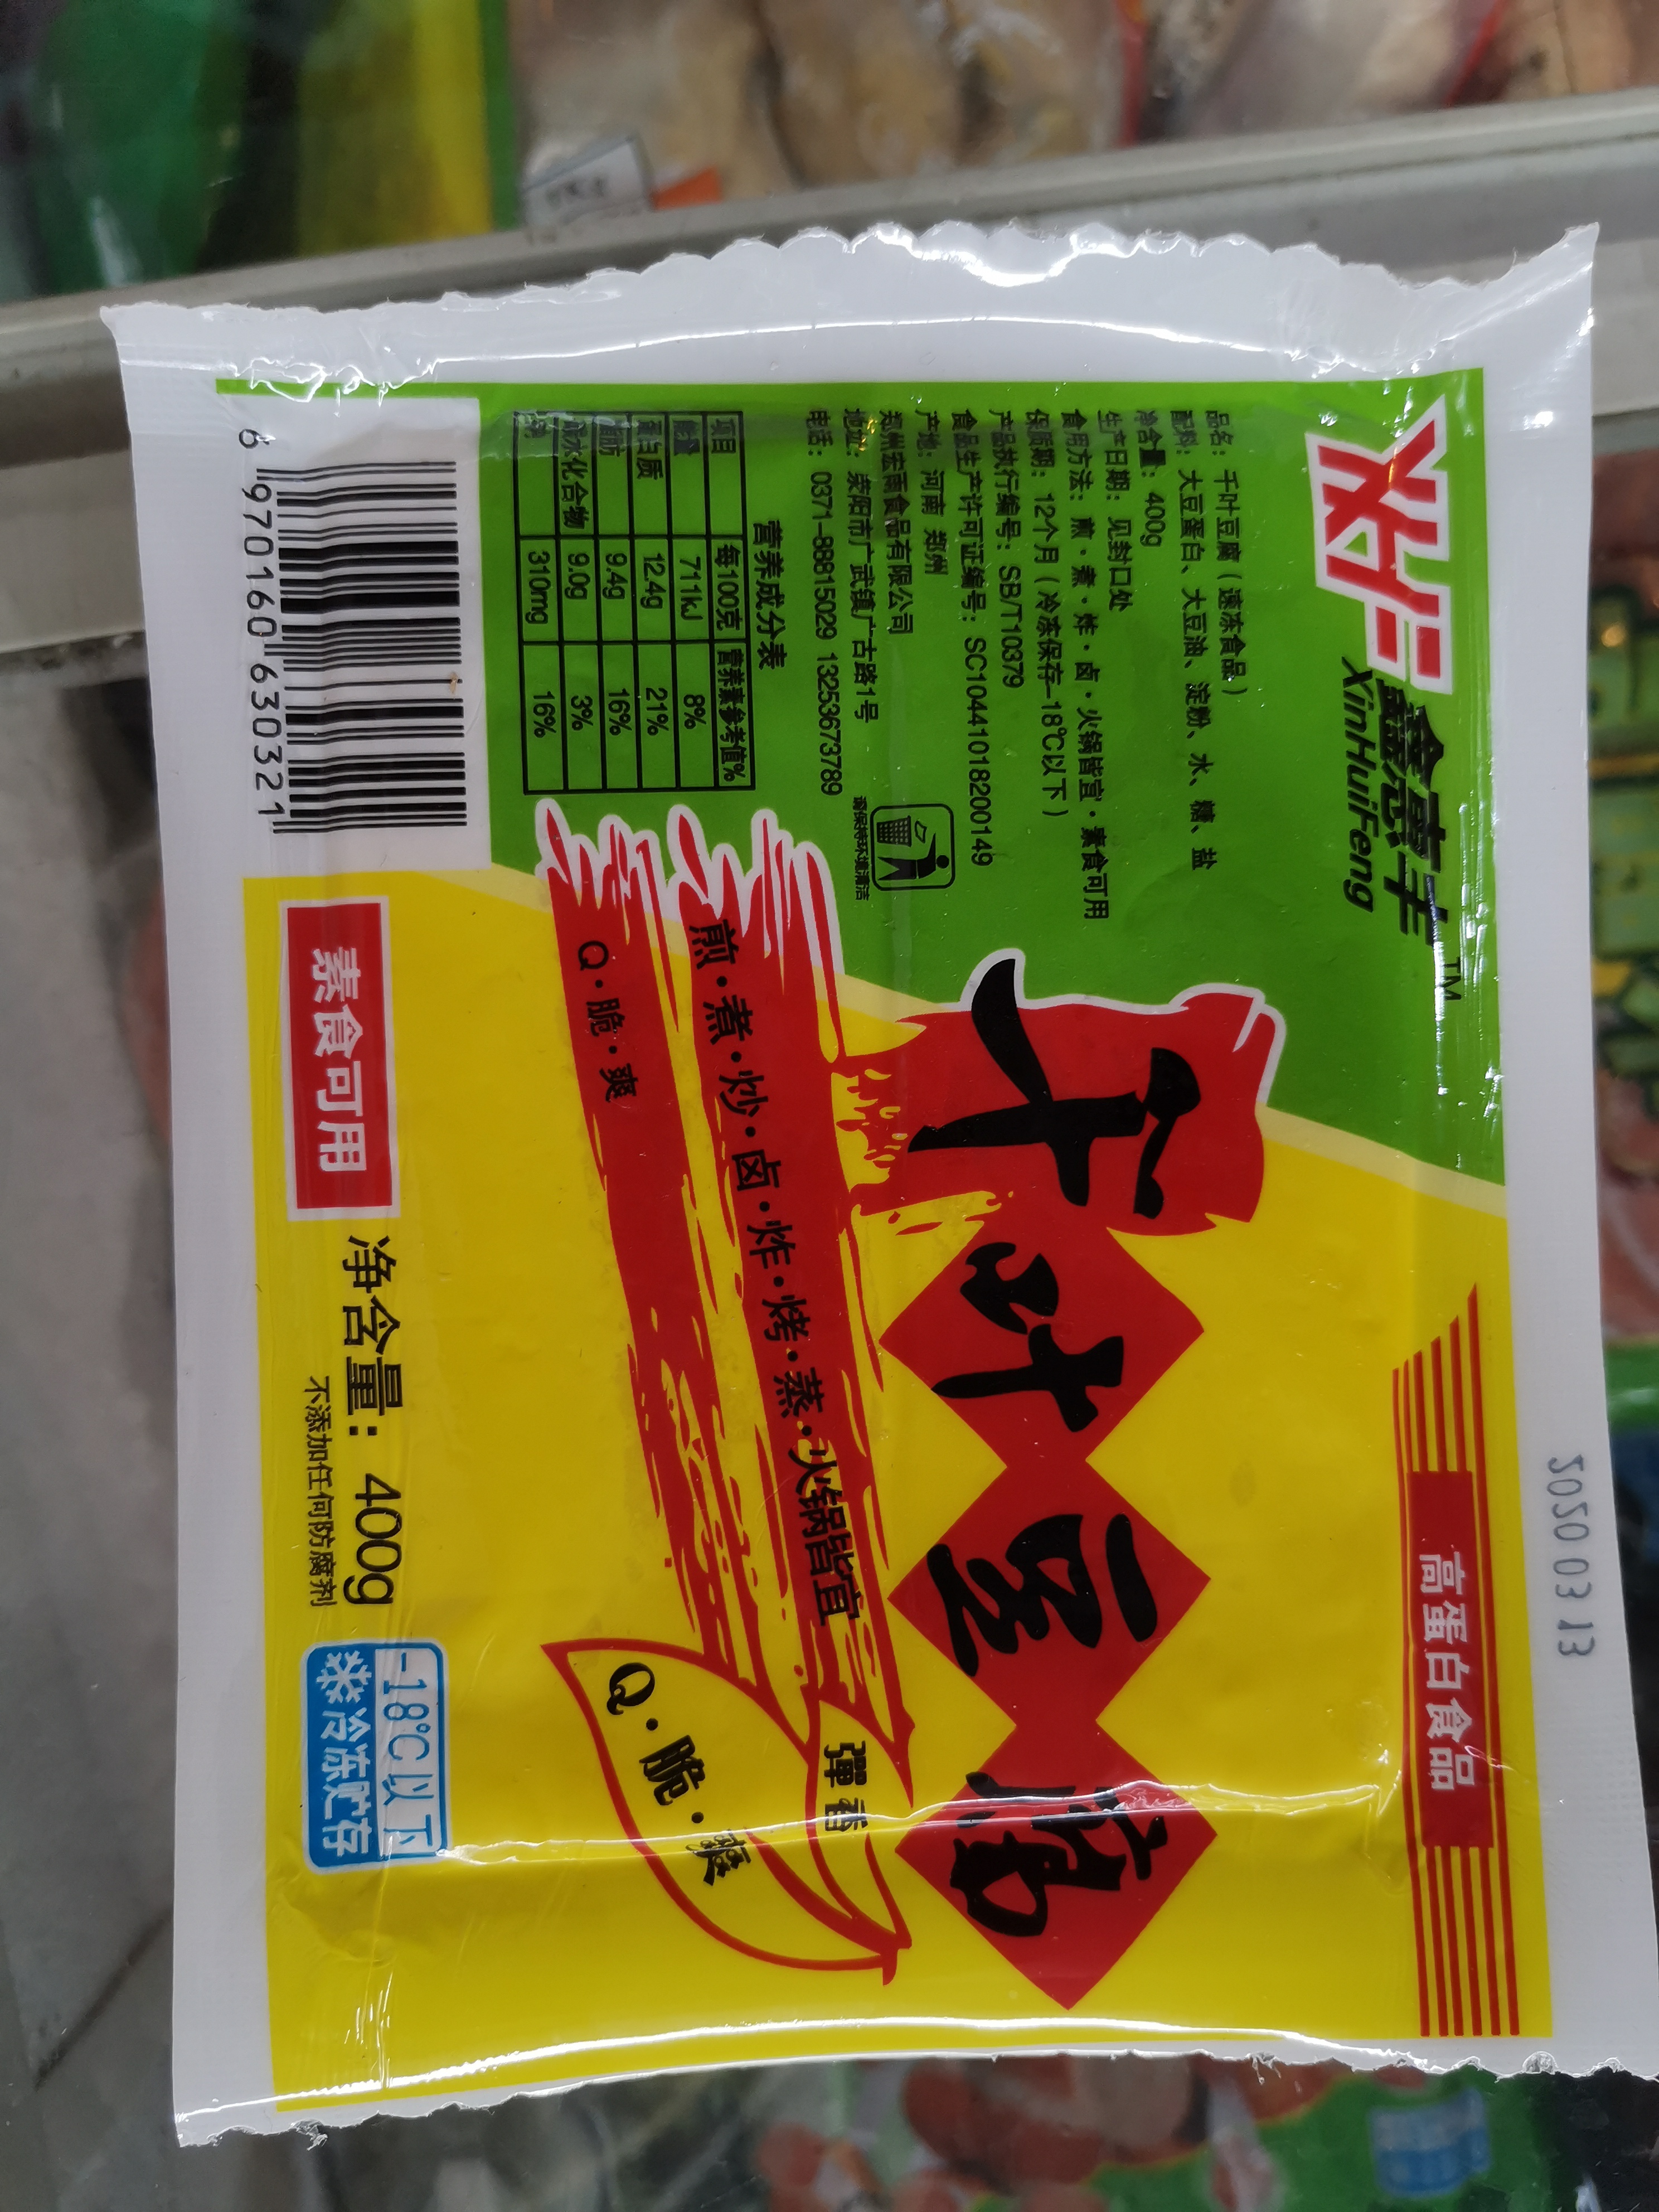 XHF
鑫惠丰
TM
XinHuiFeng
品名：千叶豆腐（速冻食品）
配料：大豆蛋白、大豆油、淀粉、水、糖、盐
净含量：400g
生产日期：见封口处
食用方法：煎·煮·炸·卤·火锅皆宜·素食可用
保质期：12个月（冷冻保存-18℃以下）
产品执行编号：SB/T10379
食品生产许可证编号：SC10441018200149
产地：河南 郑州
郑州宏雨食品有限公司
地址：荥阳市广武镇广古路1号
电话：0371-88815029 13253673789
请保持环境清洁
营养成分表
项目 每100克 营养素参考值%
能量 711kJ 8%
蛋白质 12.4g 21%
脂肪 9.4g 16%
碳水化合物 9.0g 3%
钠 310mg 16%
6 970160 630321
高蛋白食品
千叶豆腐
煎·煮·炒·卤·炸·烤·蒸·火锅皆宜
Q·脆·爽
彈香
Q·脆·爽
素食可用
净含量：400g
不添加任何防腐剂
-18℃以下
冷冻贮存
2020 03 13